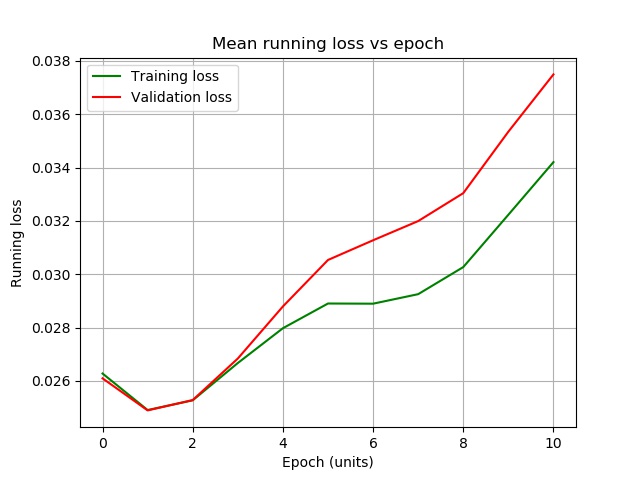 Mean running loss vs epoch
Training loss
Validation loss
Running loss
0.038
0.036
0.034
0.032
0.030
0.028
0.026
0 2 4 6 8 10
Epoch (units)